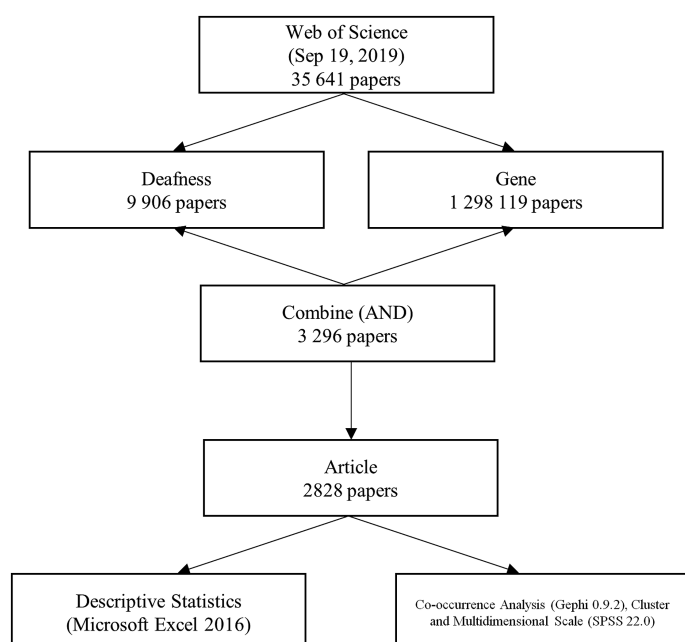 Web of Science
(Sep 19, 2019)
35 641 papers
Deafness
9 906 papers
Gene
1 298 119 papers
Combine (AND)
3 296 papers
Article
2828 papers
Descriptive Statistics
(Microsoft Excel 2016)
Co-occurrence Analysis (Gephi 0.9.2), Cluster
and Multidimensional Scale (SPSS 22.0)